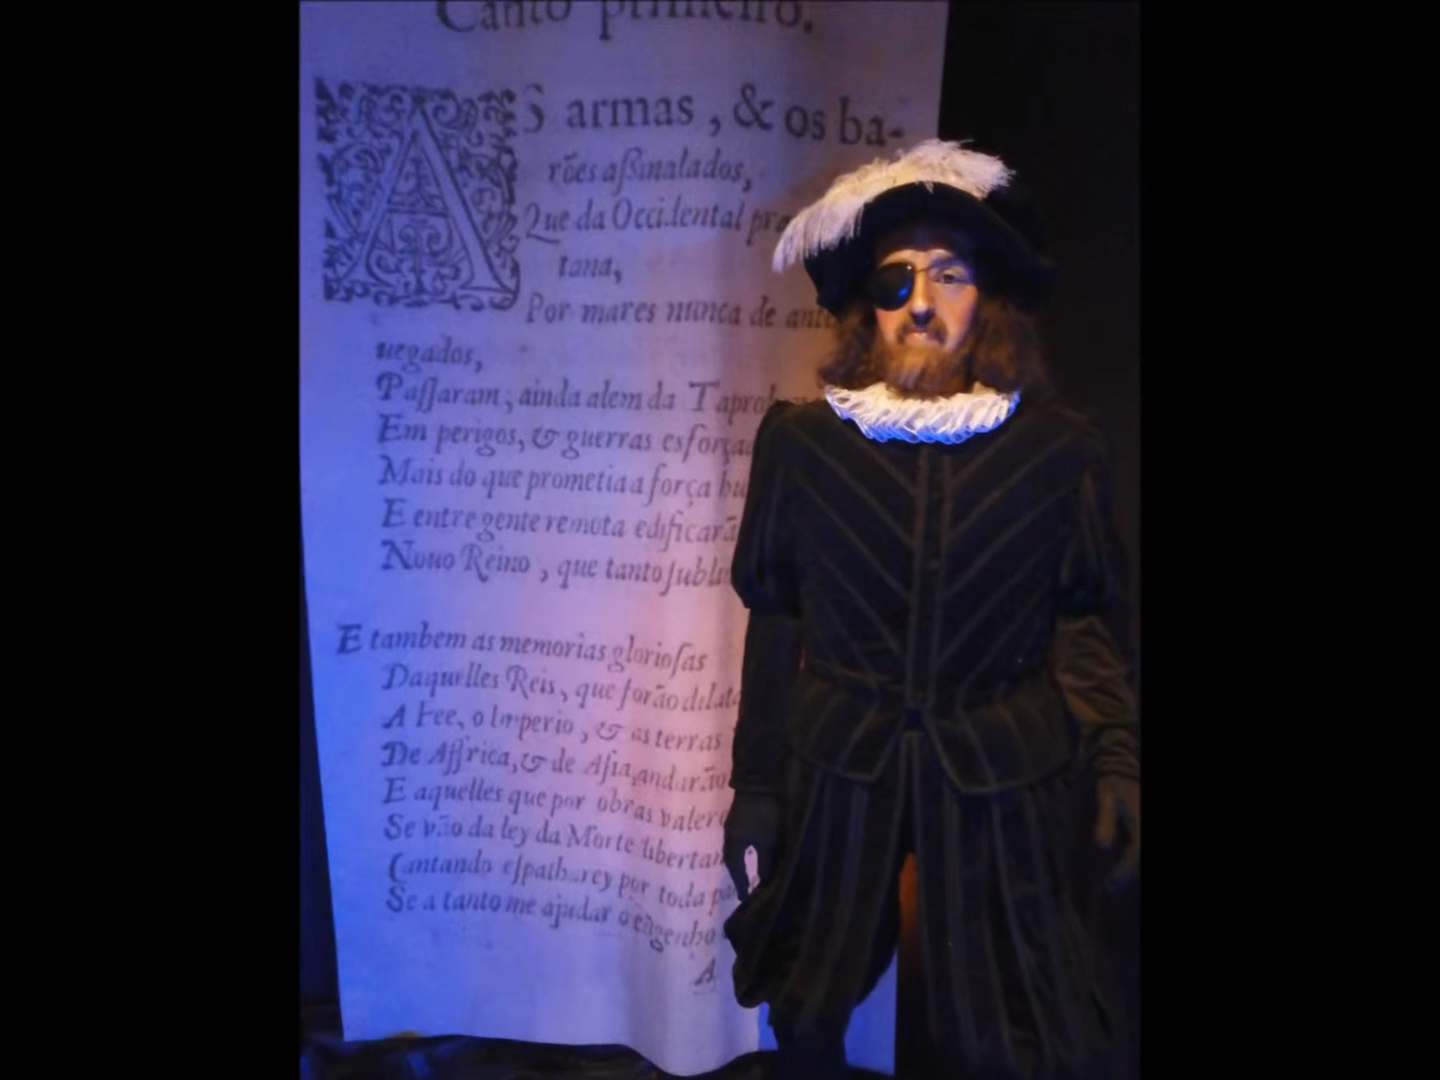 Canto primeiro.
AS armas, & os ba-
rões aßinalados,
Que da Occidental pra
tana,
Por mares nunca de ant
uegados,
Paſſaram, ainda alem da Taprob
Em perigos, & guerras esforça
Mais do que prometia a força hu
E entre gente remota edificarã
Nouo Reino, que tanto ſubli
E tambem as memorias glorioſas
Daquelles Reis, que forão dilat
A Fee, o Imperio, & as terras
De Affrica, & de Aſia, andarão
E aquelles que por obras valero
Se vão da ley da Morte libertan
Cantando eſpalharey por toda pa
Se a tanto me ajudar o engenho
A